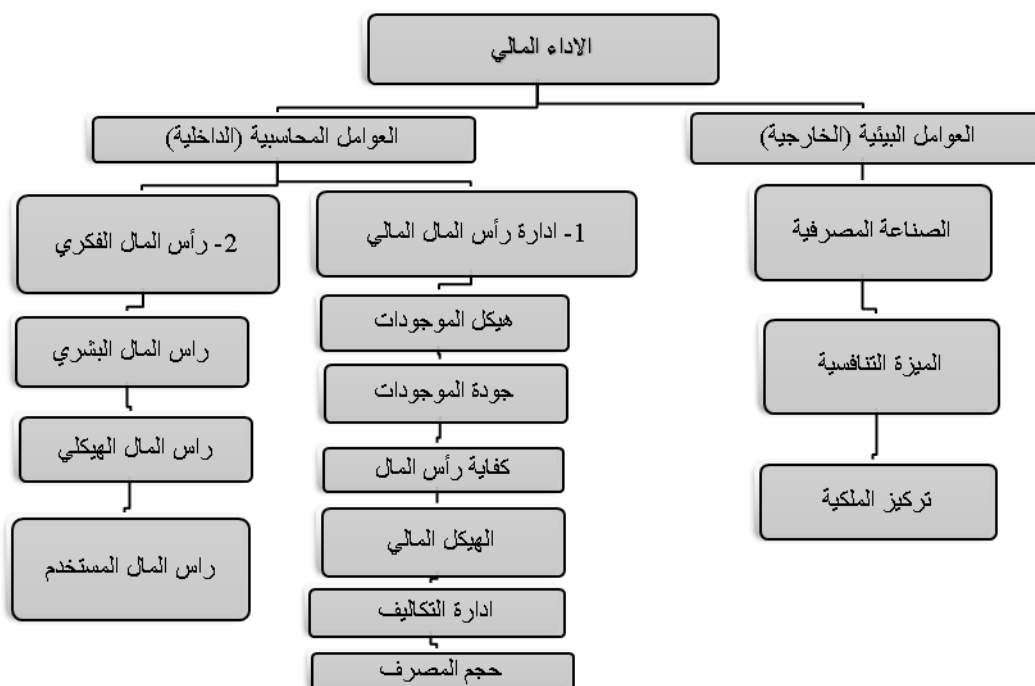 الاداء المالي
العوامل البيئية (الخارجية)
العوامل المحاسبية (الداخلية)
الصناعة المصرفية
الميزة التنافسية
تركيز الملكية
1- ادارة رأس المال المالي
هيكل الموجودات
جودة الموجودات
كفاية رأس المال
الهيكل المالي
ادارة التكاليف
حجم المصرف
2- رأس المال الفكري
راس المال البشري
راس المال الهيكلي
راس المال المستخدم